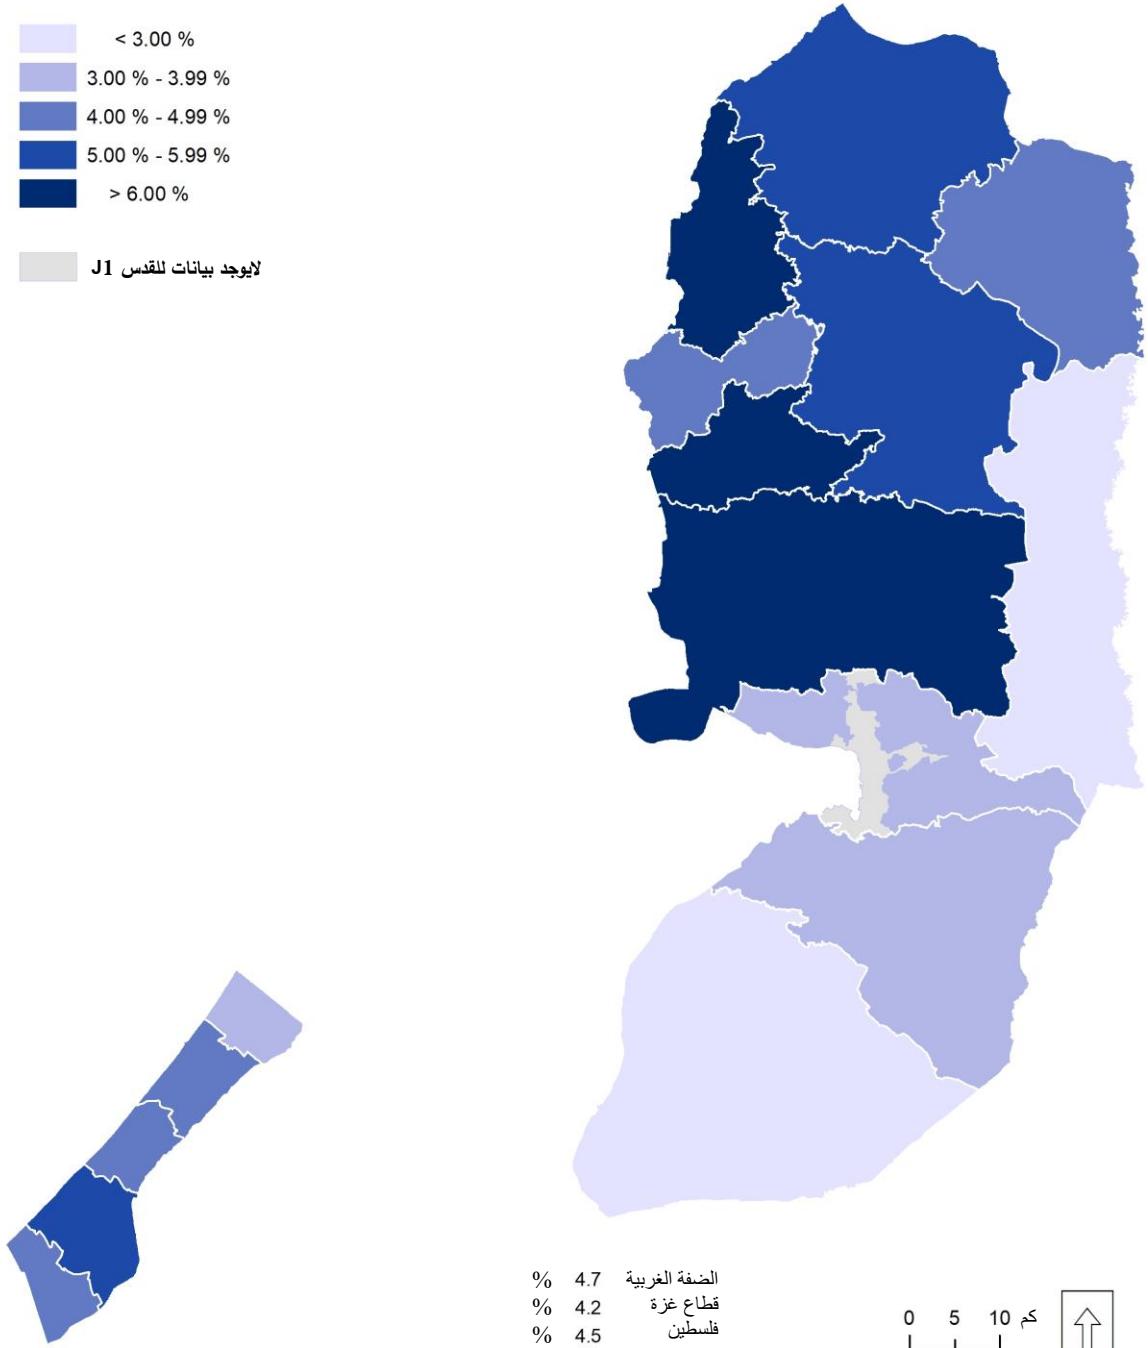 < 3.00 %
3.00 % - 3.99 %
4.00 % - 4.99 %
5.00 % - 5.99 %
> 6.00 %
لايوجد بيانات للقدس J1
الضفة الغربية 4.7 %
قطاع غزة 4.2 %
فلسطين 4.5 %
0 5 10 كم